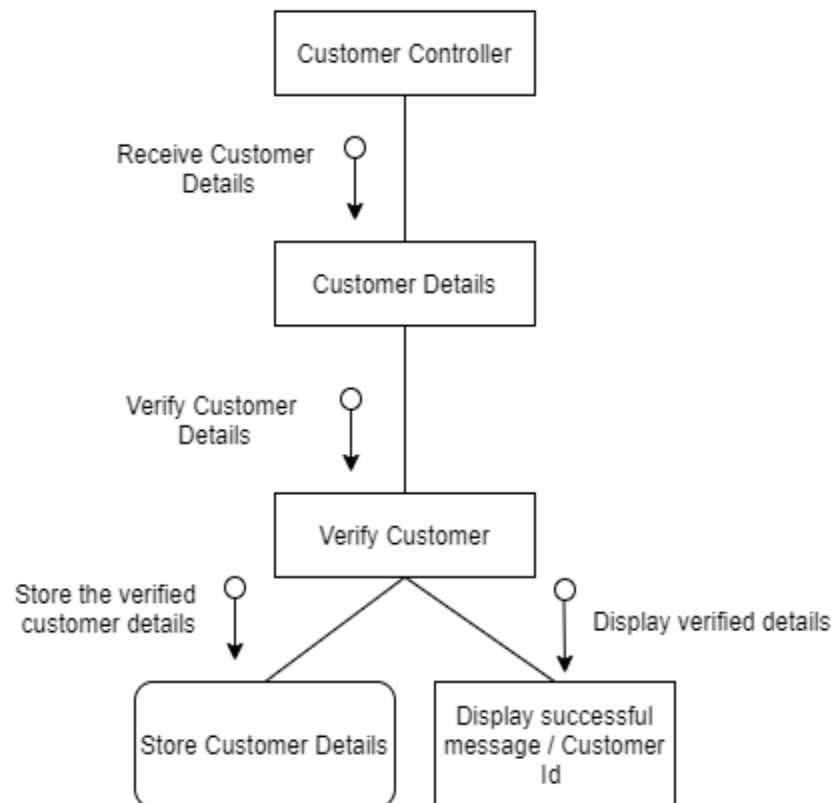 Customer Controller
Receive Customer
Details
Customer Details
Verify Customer
Details
Verify Customer
Store the verified
customer details
Display verified details
Store Customer Details
Display successful
message / Customer
Id